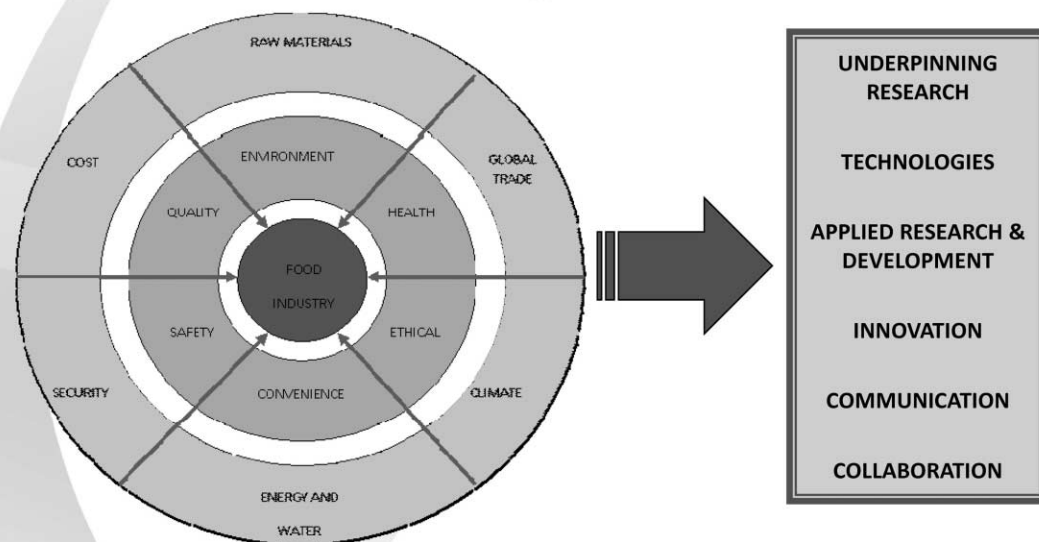 RAW MATERIALS
COST
GLOBAL
TRADE
ENVIRONMENT
QUALITY
HEALTH
FOOD
INDUSTRY
SAFETY
ETHICAL
CONVENIENCE
SECURITY
CLIMATE
ENERGY AND
WATER
UNDERPINNING
RESEARCH
TECHNOLOGIES
APPLIED RESEARCH &
DEVELOPMENT
INNOVATION
COMMUNICATION
COLLABORATION